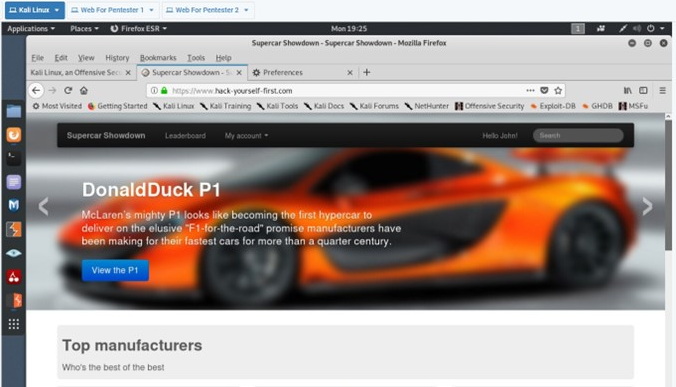 Kali Linux Web For Pentester 1 Web For Pentester 2
Applications Places Firefox ESR Mon 19:25 1
Supercar Showdown - Supercar Showdown - Mozilla Firefox
File Edit View History Bookmarks Tools Help
Kali Linux, an Offensive Secu Supercar Showdown - S Preferences
https://www.hack-yourself-first.com
Most Visited Getting Started Kali Linux Kali Training Kali Tools Kali Docs Kali Forums NetHunter Offensive Security Exploit-DB GHDB MSFu
Supercar Showdown Leaderboard My account Hello John! Search
DonaldDuck P1
McLaren's mighty P1 looks like becoming the first hypercar to
deliver on the elusive "F1-for-the-road" promise manufacturers have
been making for their fastest cars for more than a quarter century.
View the P1
Top manufacturers
Who's the best of the best